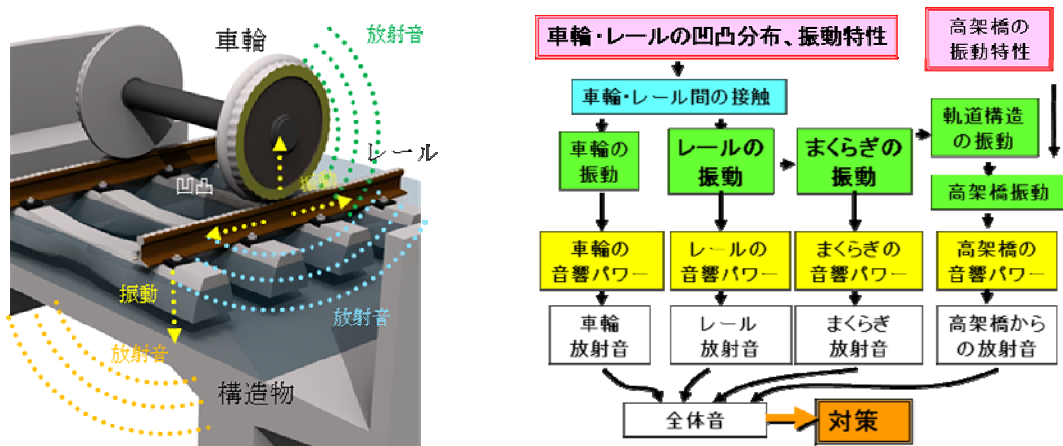 車輪
放射音
レール
凹凸
振動
放射音
放射音
構造物
車輪・レールの凹凸分布、振動特性
高架橋の
振動特性
車輪・レール間の接触
車輪の
振動
レールの
振動
まくらぎの
振動
軌道構造
の振動
高架橋振動
車輪の
音響パワー
レールの
音響パワー
まくらぎの
音響パワー
高架橋の
音響パワー
車輪
放射音
レール
放射音
まくらぎ
放射音
高架橋から
の放射音
全体音
対策